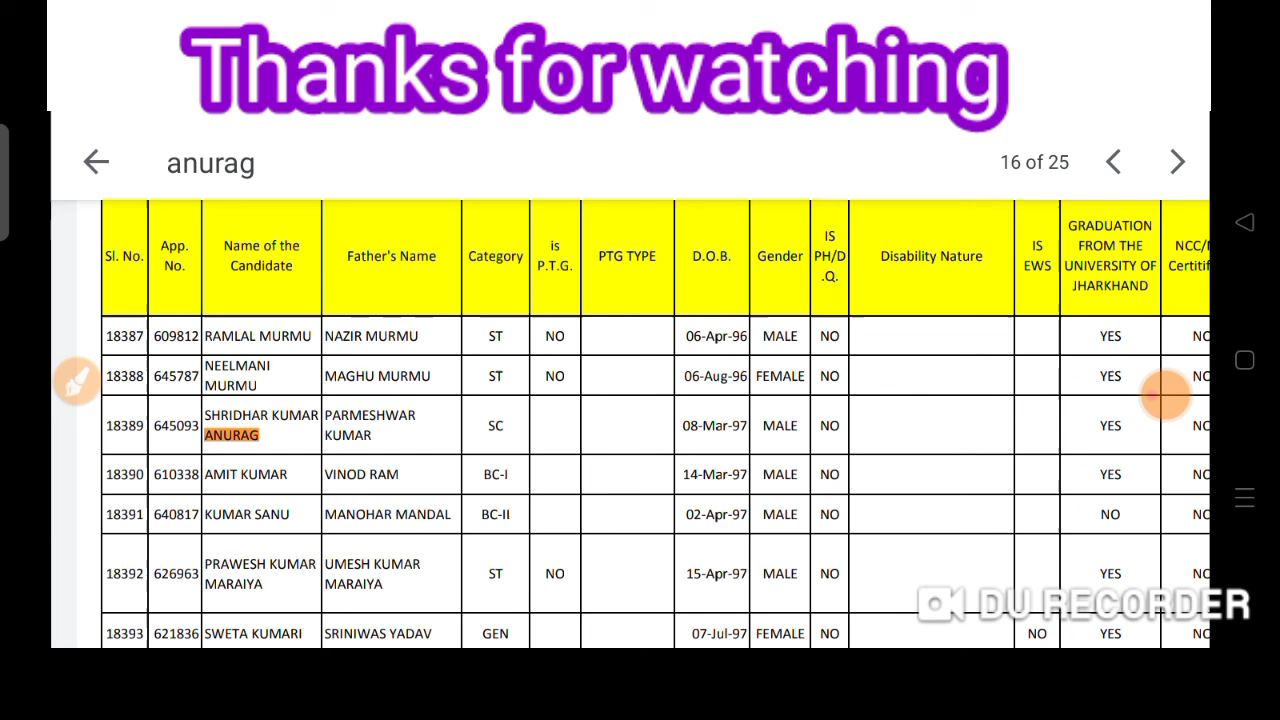 Thanks for watching
anurag 16 of 25
Sl. No. App. No. Name of the Candidate Father's Name Category is P.T.G. PTG TYPE D.O.B. Gender IS PH/D .Q. Disability Nature IS EWS GRADUATION FROM THE UNIVERSITY OF JHARKHAND
18387 609812 RAMLAL MURMU NAZIR MURMU ST NO 06-Apr-96 MALE NO YES NO
18388 645787 NEELMANI MURMU MAGHU MURMU ST NO 06-Aug-96 FEMALE NO YES NO
18389 645093 SHRIDHAR KUMAR ANURAG PARMESHWAR KUMAR SC 08-Mar-97 MALE NO YES NO
18390 610338 AMIT KUMAR VINOD RAM BC-I 14-Mar-97 MALE NO YES NO
18391 640817 KUMAR SANU MANOHAR MANDAL BC-II 02-Apr-97 MALE NO NO NO
18392 626963 PRAWESH KUMAR MARAIYA UMESH KUMAR MARAIYA ST NO 15-Apr-97 MALE NO YES NO
DU RECORDER
18393 621836 SWETA KUMARI SRINIWAS YADAV GEN 07-Jul-97 FEMALE NO NO YES NO